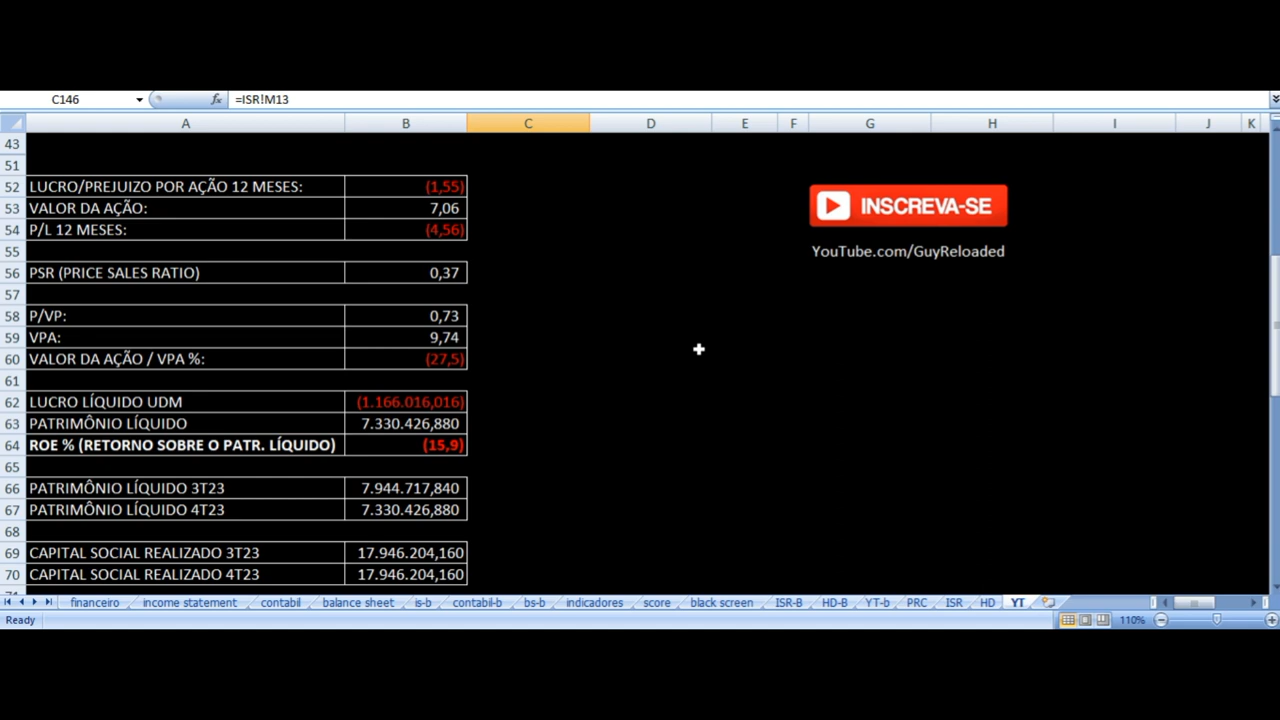 C146 fx =ISR!M13
A B C D E F G H I J K
43
51
52 LUCRO/PREJUIZO POR AÇÃO 12 MESES: (1,55)
53 VALOR DA AÇÃO: 7,06
54 P/L 12 MESES: (4,56)
55
56 PSR (PRICE SALES RATIO) 0,37
57
58 P/VP: 0,73
59 VPA: 9,74
60 VALOR DA AÇÃO / VPA %: (27,5)
61
62 LUCRO LÍQUIDO UDM (1.166.016,016)
63 PATRIMÔNIO LÍQUIDO 7.330.426,880
64 ROE % (RETORNO SOBRE O PATR. LÍQUIDO) (15,9)
65
66 PATRIMÔNIO LÍQUIDO 3T23 7.944.717,840
67 PATRIMÔNIO LÍQUIDO 4T23 7.330.426,880
68
69 CAPITAL SOCIAL REALIZADO 3T23 17.946.204,160
70 CAPITAL SOCIAL REALIZADO 4T23 17.946.204,160
INSCREVA-SE
YouTube.com/GuyReloaded
financeiro income statement contabil balance sheet is-b contabil-b bs-b indicadores score black screen ISR-B HD-B YT-b PRC ISR HD YT
Ready 110%